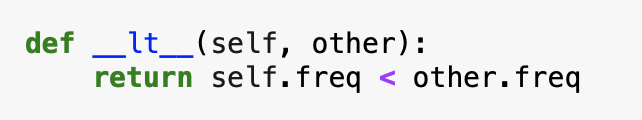 def __lt__(self, other):
    return self.freq < other.freq